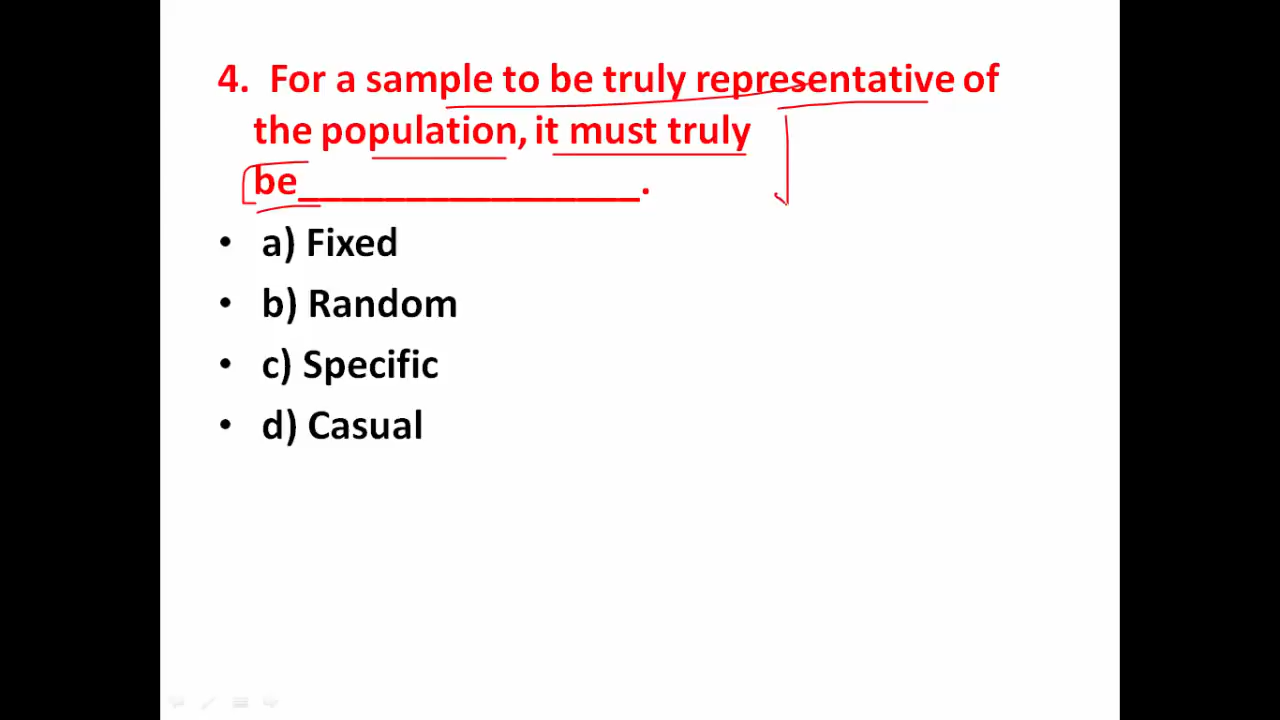 4. For a sample to be truly representative of
the population, it must truly
be_________________.
• a) Fixed
• b) Random
• c) Specific
• d) Casual